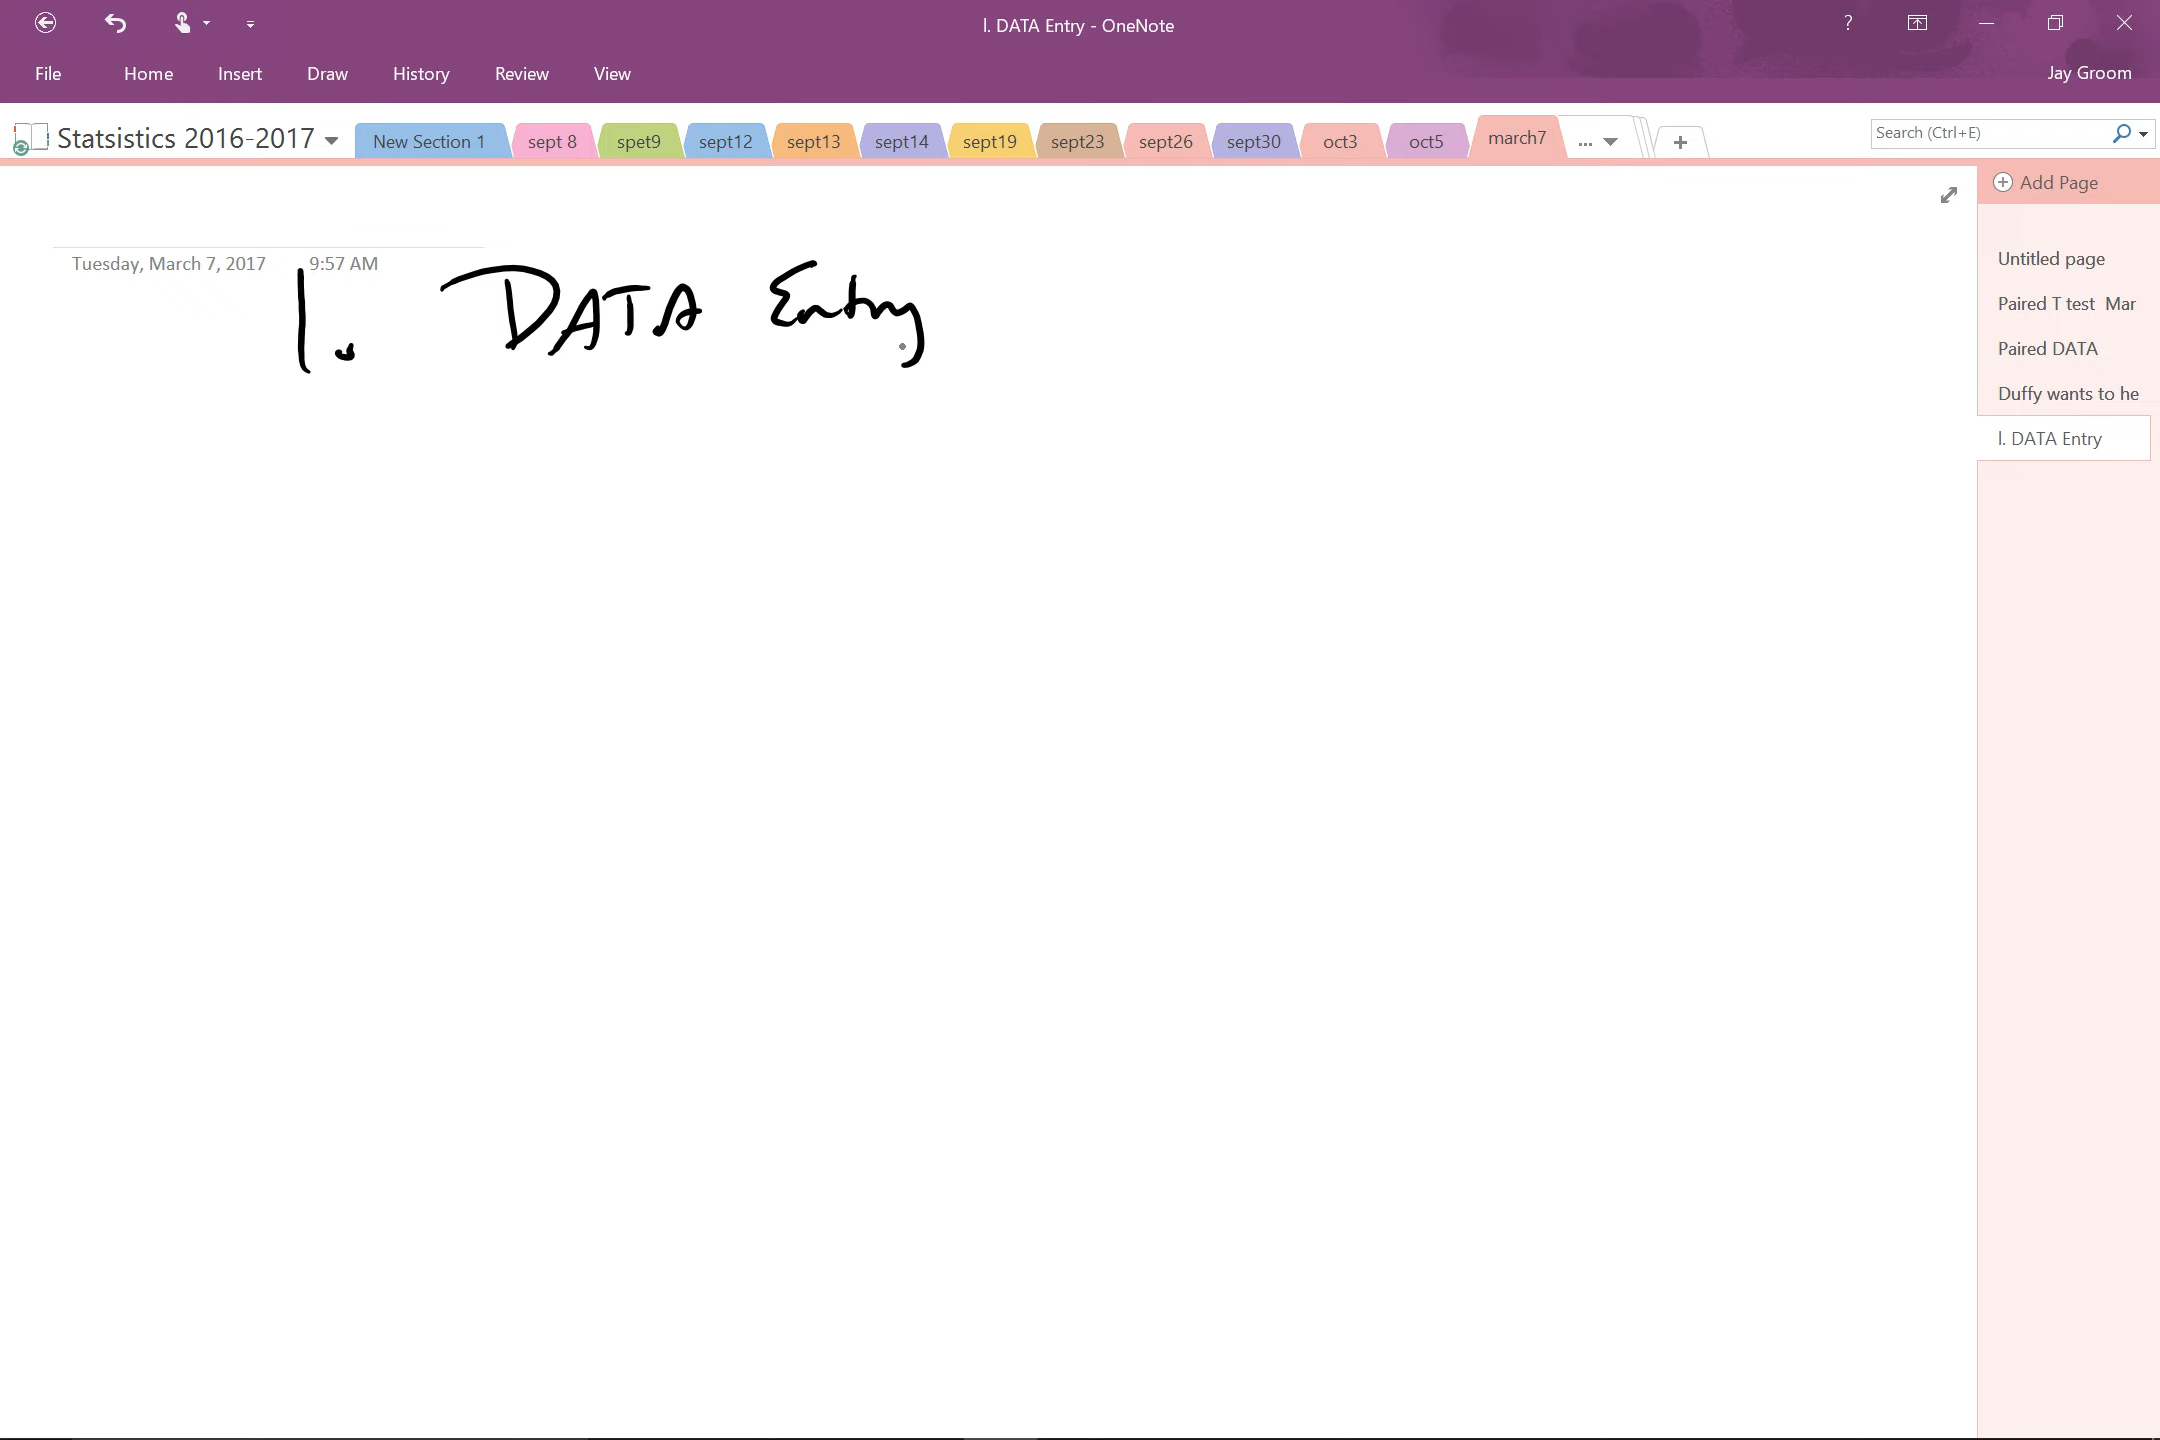 l. DATA Entry - OneNote
?
File Home Insert Draw History Review View
Jay Groom
Statsistics 2016-2017
New Section 1 sept 8 spet9 sept12 sept13 sept14 sept19 sept23 sept26 sept30 oct3 oct5 march7 ... +
Search (Ctrl+E)
Add Page
Tuesday, March 7, 2017 9:57 AM
1. DATA Entry
Untitled page
Paired T test Mar
Paired DATA
Duffy wants to he
l. DATA Entry